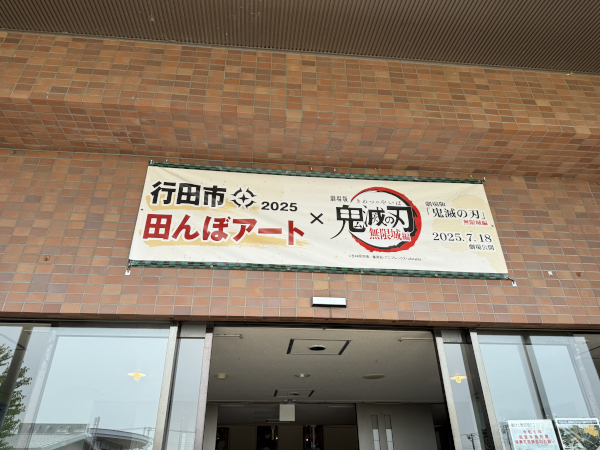 行田市 2025
田んぼアート
×
劇場版 きめつのやいば
鬼滅の刃
無限城編
劇場版
「鬼滅の刃」
無限城編
2025.7.18
劇場公開